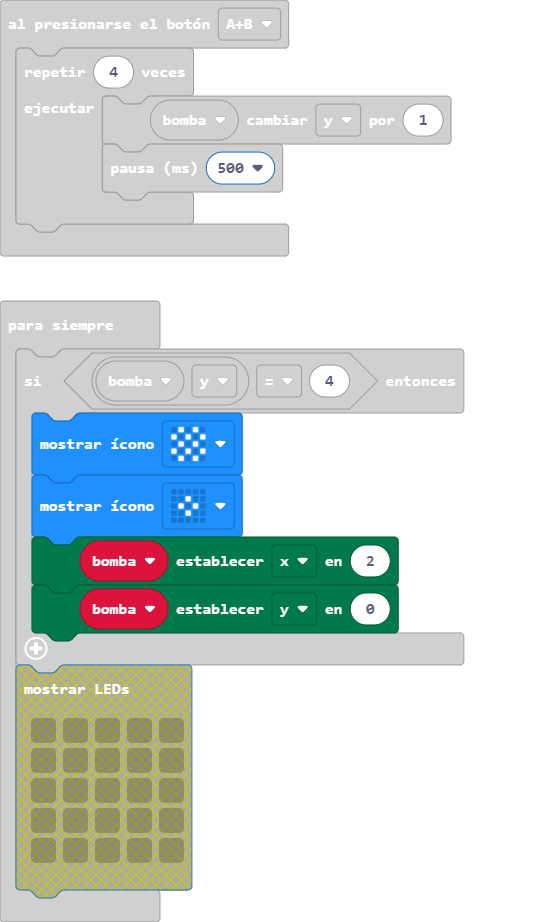 al presionarse el botón A+B
repetir 4 veces
ejecutar
bomba cambiar y por 1
pausa (ms) 500
para siempre
si bomba y = 4 entonces
mostrar ícono
mostrar ícono
bomba establecer x en 2
bomba establecer y en 0
mostrar LEDs